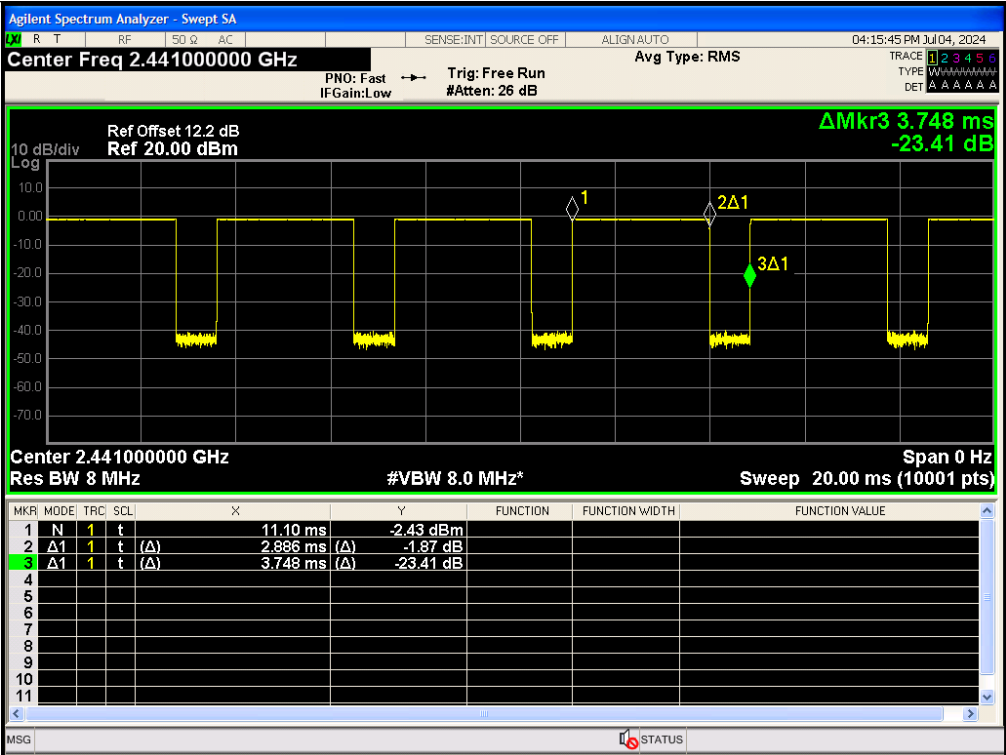 Agilent Spectrum Analyzer - Swept SA
LXI R T RF 50 Ω AC SENSE:INT SOURCE OFF ALIGN AUTO 04:15:45 PM Jul 04, 2024
Center Freq 2.441000000 GHz
Avg Type: RMS
TRACE 1 2 3 4 5 6
PNO: Fast Trig: Free Run
TYPE WWWWWW
IFGain:Low #Atten: 26 dB
DET A A A A A A
ΔMkr3 3.748 ms
-23.41 dB
Ref Offset 12.2 dB
10 dB/div Ref 20.00 dBm
Log
10.0
0.00
-10.0
-20.0
-30.0
-40.0
-50.0
-60.0
-70.0
1
2Δ1
3Δ1
Center 2.441000000 GHz Span 0 Hz
Res BW 8 MHz #VBW 8.0 MHz* Sweep 20.00 ms (10001 pts)
MKR MODE TRC SCL X Y FUNCTION FUNCTION WIDTH FUNCTION VALUE
1 N 1 t 11.10 ms -2.43 dBm
2 Δ1 1 t (Δ) 2.886 ms (Δ) -1.87 dB
3 Δ1 1 t (Δ) 3.748 ms (Δ) -23.41 dB
4
5
6
7
8
9
10
11
MSG STATUS